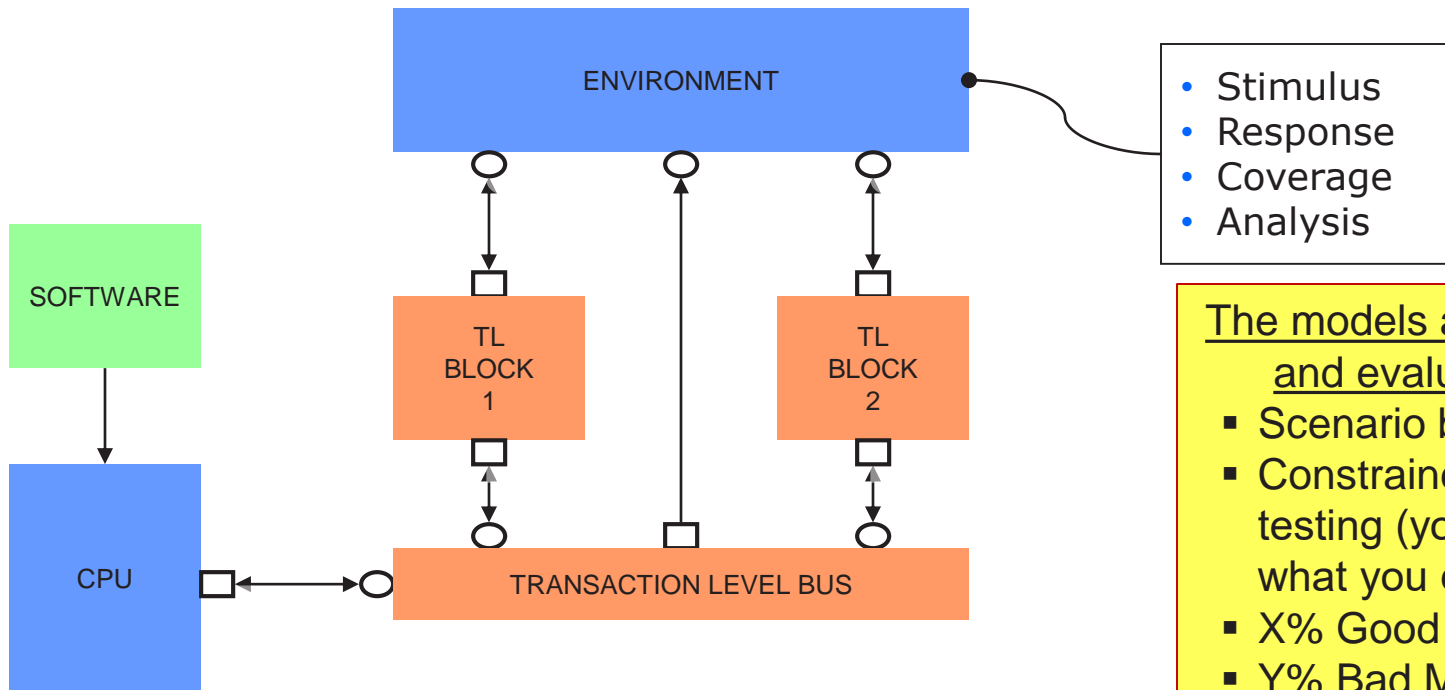 ENVIRONMENT
• Stimulus
• Response
• Coverage
• Analysis
SOFTWARE
TL
BLOCK
1
TL
BLOCK
2
CPU
TRANSACTION LEVEL BUS
The models
and
▪ Scenario
▪
testing
what you
▪ X% Good
▪ Y% Bad